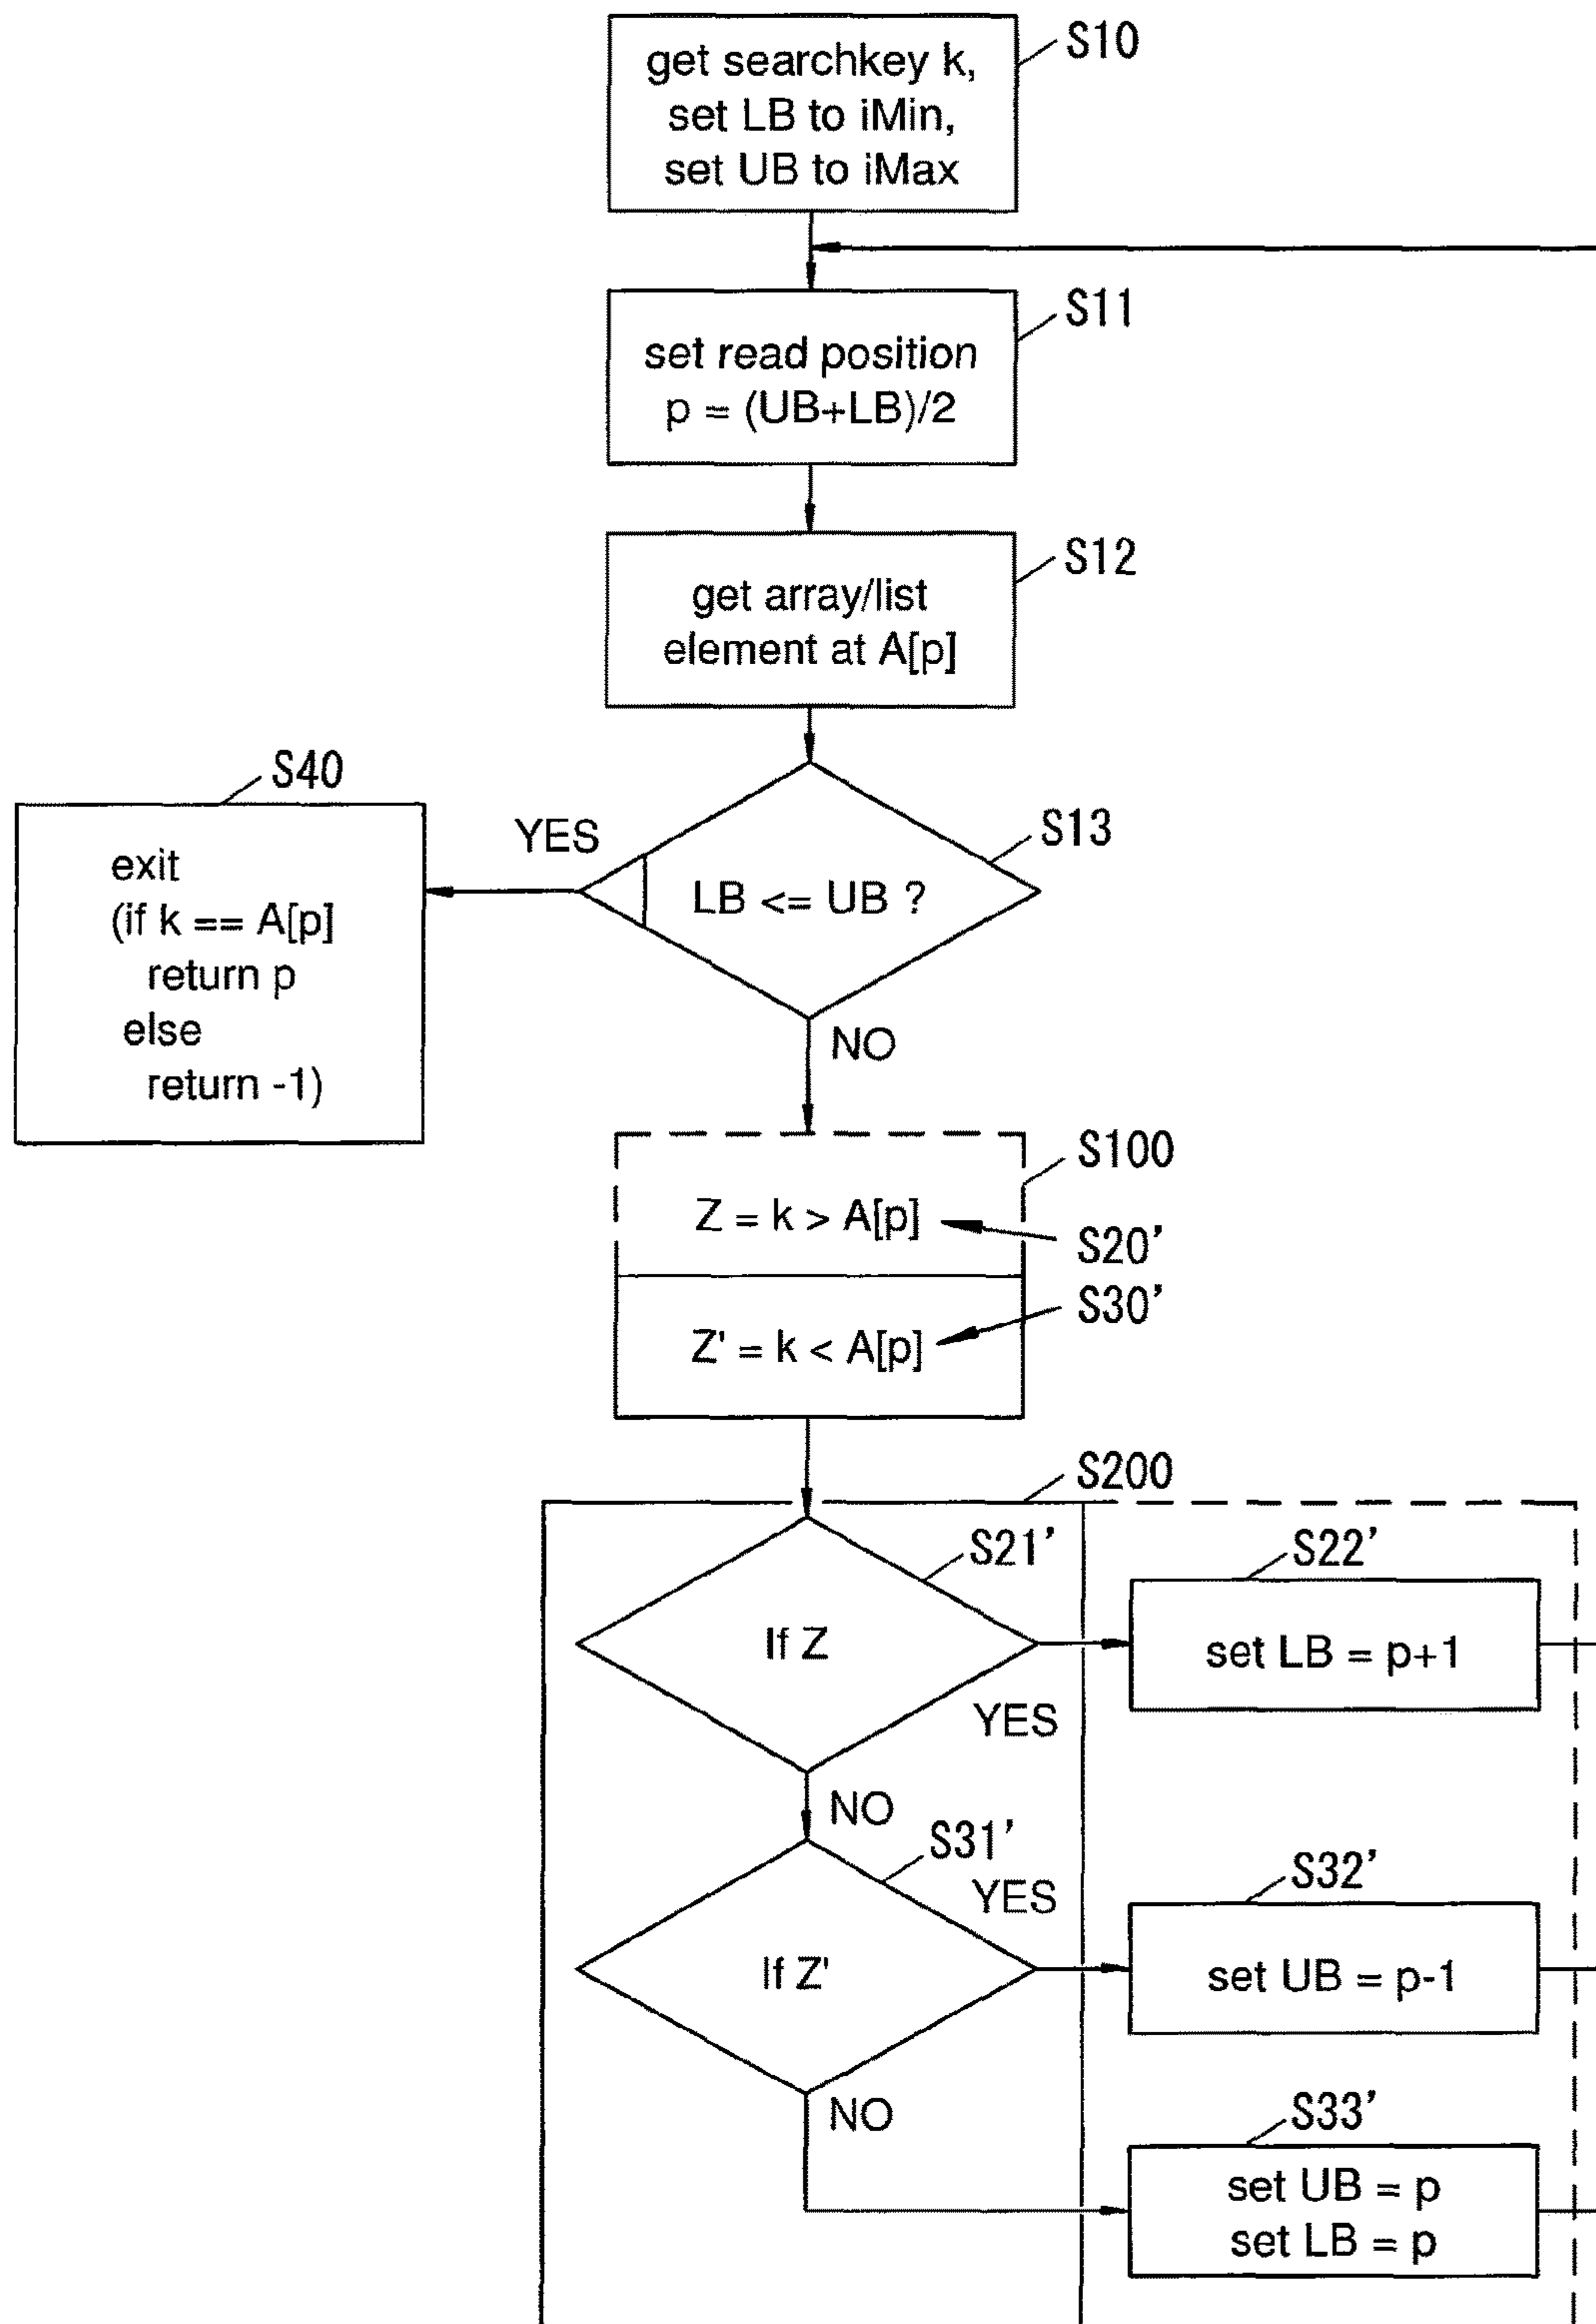 S10
get searchkey k,
set LB to iMin,
set UB to iMax
S11
set read position
p = (UB+LB)/2
S12
get array/list
element at A[p]
S40
exit
(if k == A[p]
return p
else
return -1)
YES
S13
LB <= UB ?
NO
S100
Z = k > A[p]
S20'
S30'
Z' = k < A[p]
S200
S21'
If Z
YES
S22'
set LB = p+1
NO
S31'
YES
If Z'
S32'
set UB = p-1
NO
S33'
set UB = p
set LB = p